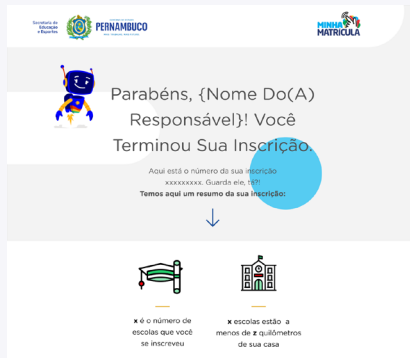 Secretaria de
Educação
e Esportes
PERNAMBUCO
MINHA
MATRÍCULA
Parabéns, {Nome Do(A)
Responsável}! Você
Terminou Sua Inscrição.
Aqui está o número de sua inscrição
xxxxxxxxx. Guarda ele, tá?!
Temos aqui um resumo da sua inscrição:
x é o número de
escolas que você
se inscreveu
x escolas estão a
menos de z quilômetros
de sua casa